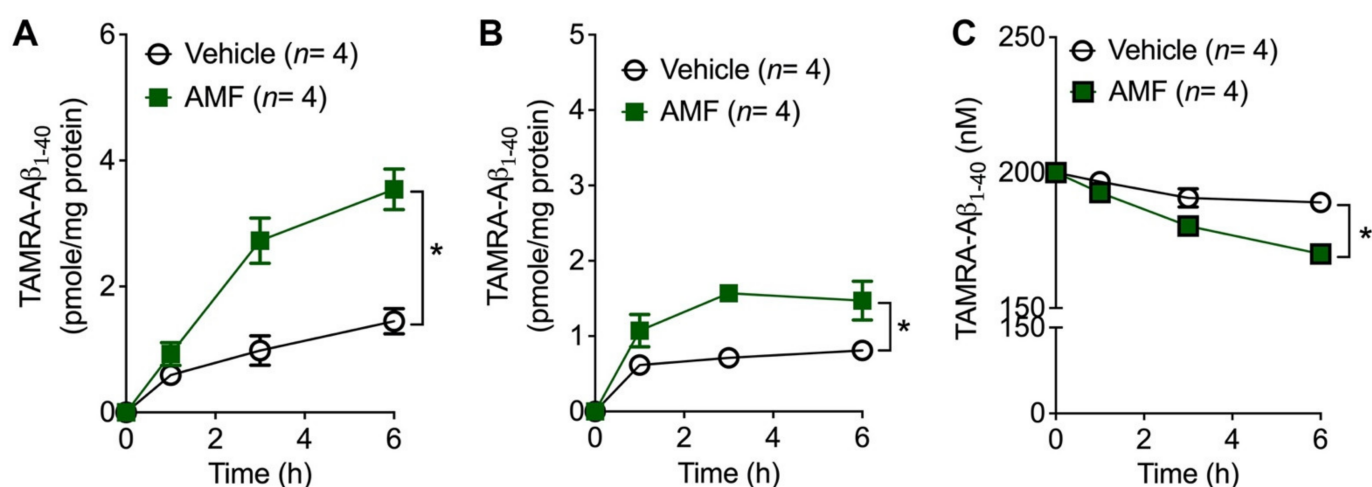 A
TAMRA-Aβ1-40
(pmole/mg protein)
6
4
2
0
Vehicle (n= 4)
AMF (n= 4)
*
0 2 4 6
Time (h)
B
TAMRA-Aβ1-40
(pmole/mg protein)
5
4
3
2
1
0
Vehicle (n= 4)
AMF (n= 4)
*
0 2 4 6
Time (h)
C
TAMRA-Aβ1-40 (nM)
250
200
150
150
0
Vehicle (n= 4)
AMF (n= 4)
*
0 2 4 6
Time (h)